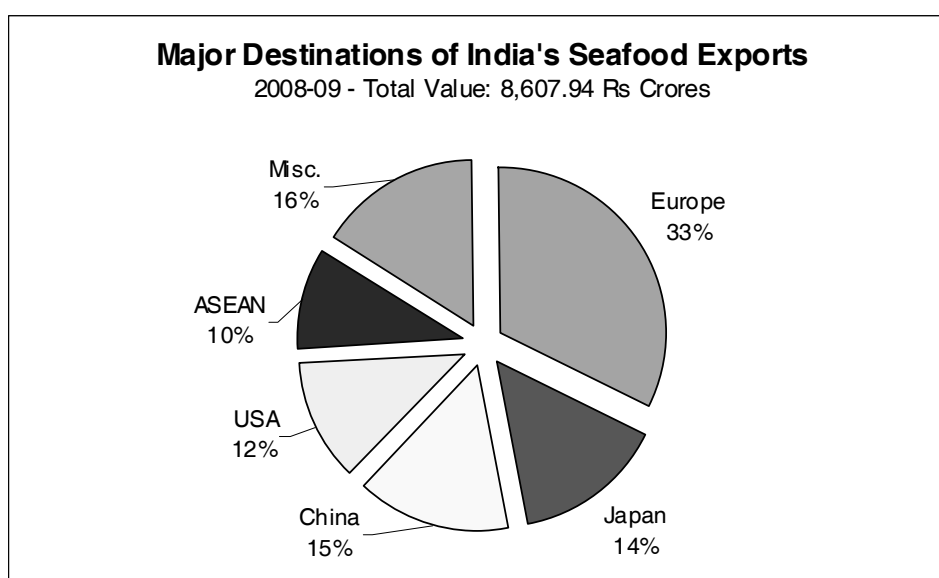 Major Destinations of India's Seafood Exports
2008-09 - Total Value: 8,607.94 Rs Crores
Misc.
16%
Europe
33%
ASEAN
10%
USA
12%
China
15%
Japan
14%